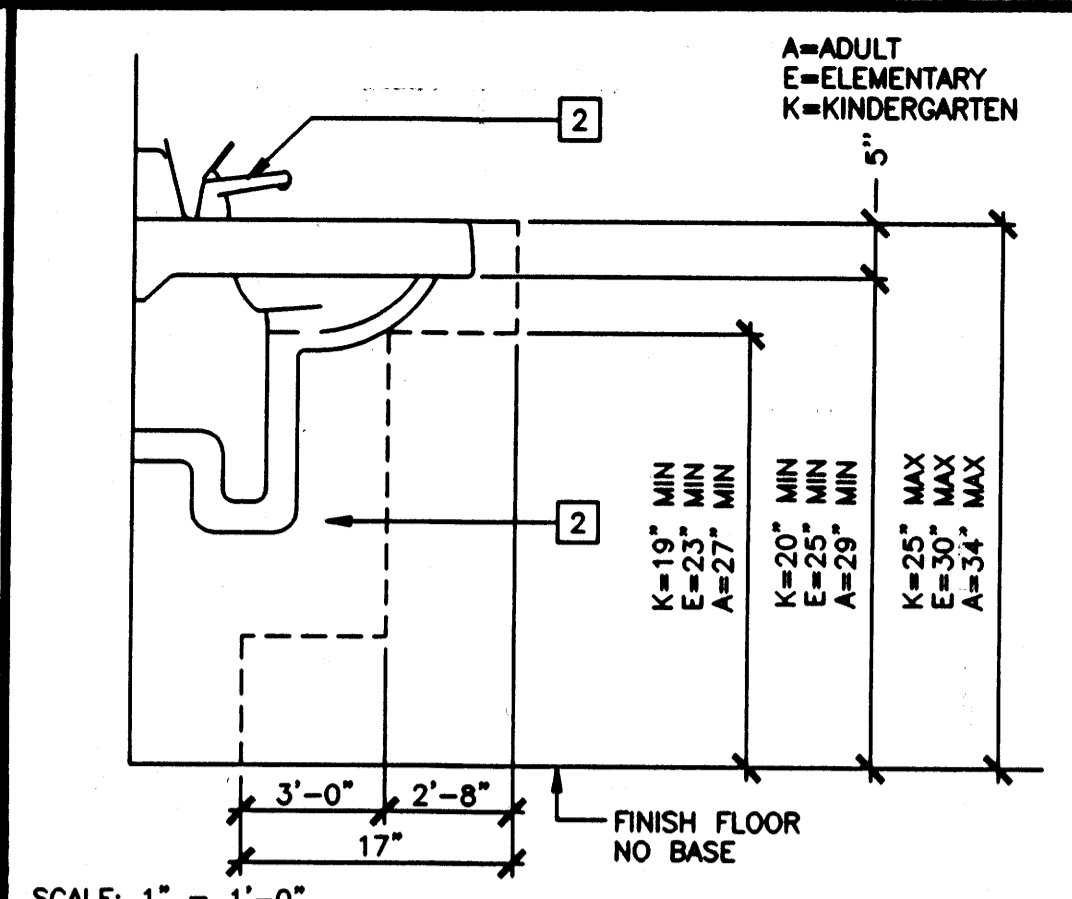 A=ADULT
E=ELEMENTARY
K=KINDERGARTEN
2
5"
2
K=19" MIN
E=23" MIN
A=27" MIN
K=20" MIN
E=25" MIN
A=29" MIN
K=25" MAX
E=30" MAX
A=34" MAX
3'-0"
2'-8"
17"
FINISH FLOOR
NO BASE
SCALE: 1" = 1'-0"